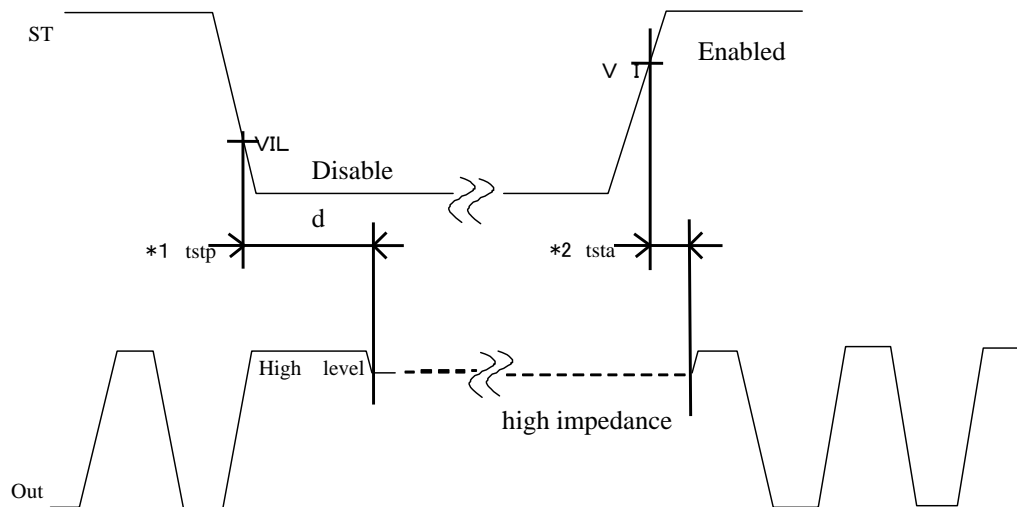 ST
Enabled
V I
VIL
Disable
d
*1 tstp
*2 tsta
High level
high impedance
Out